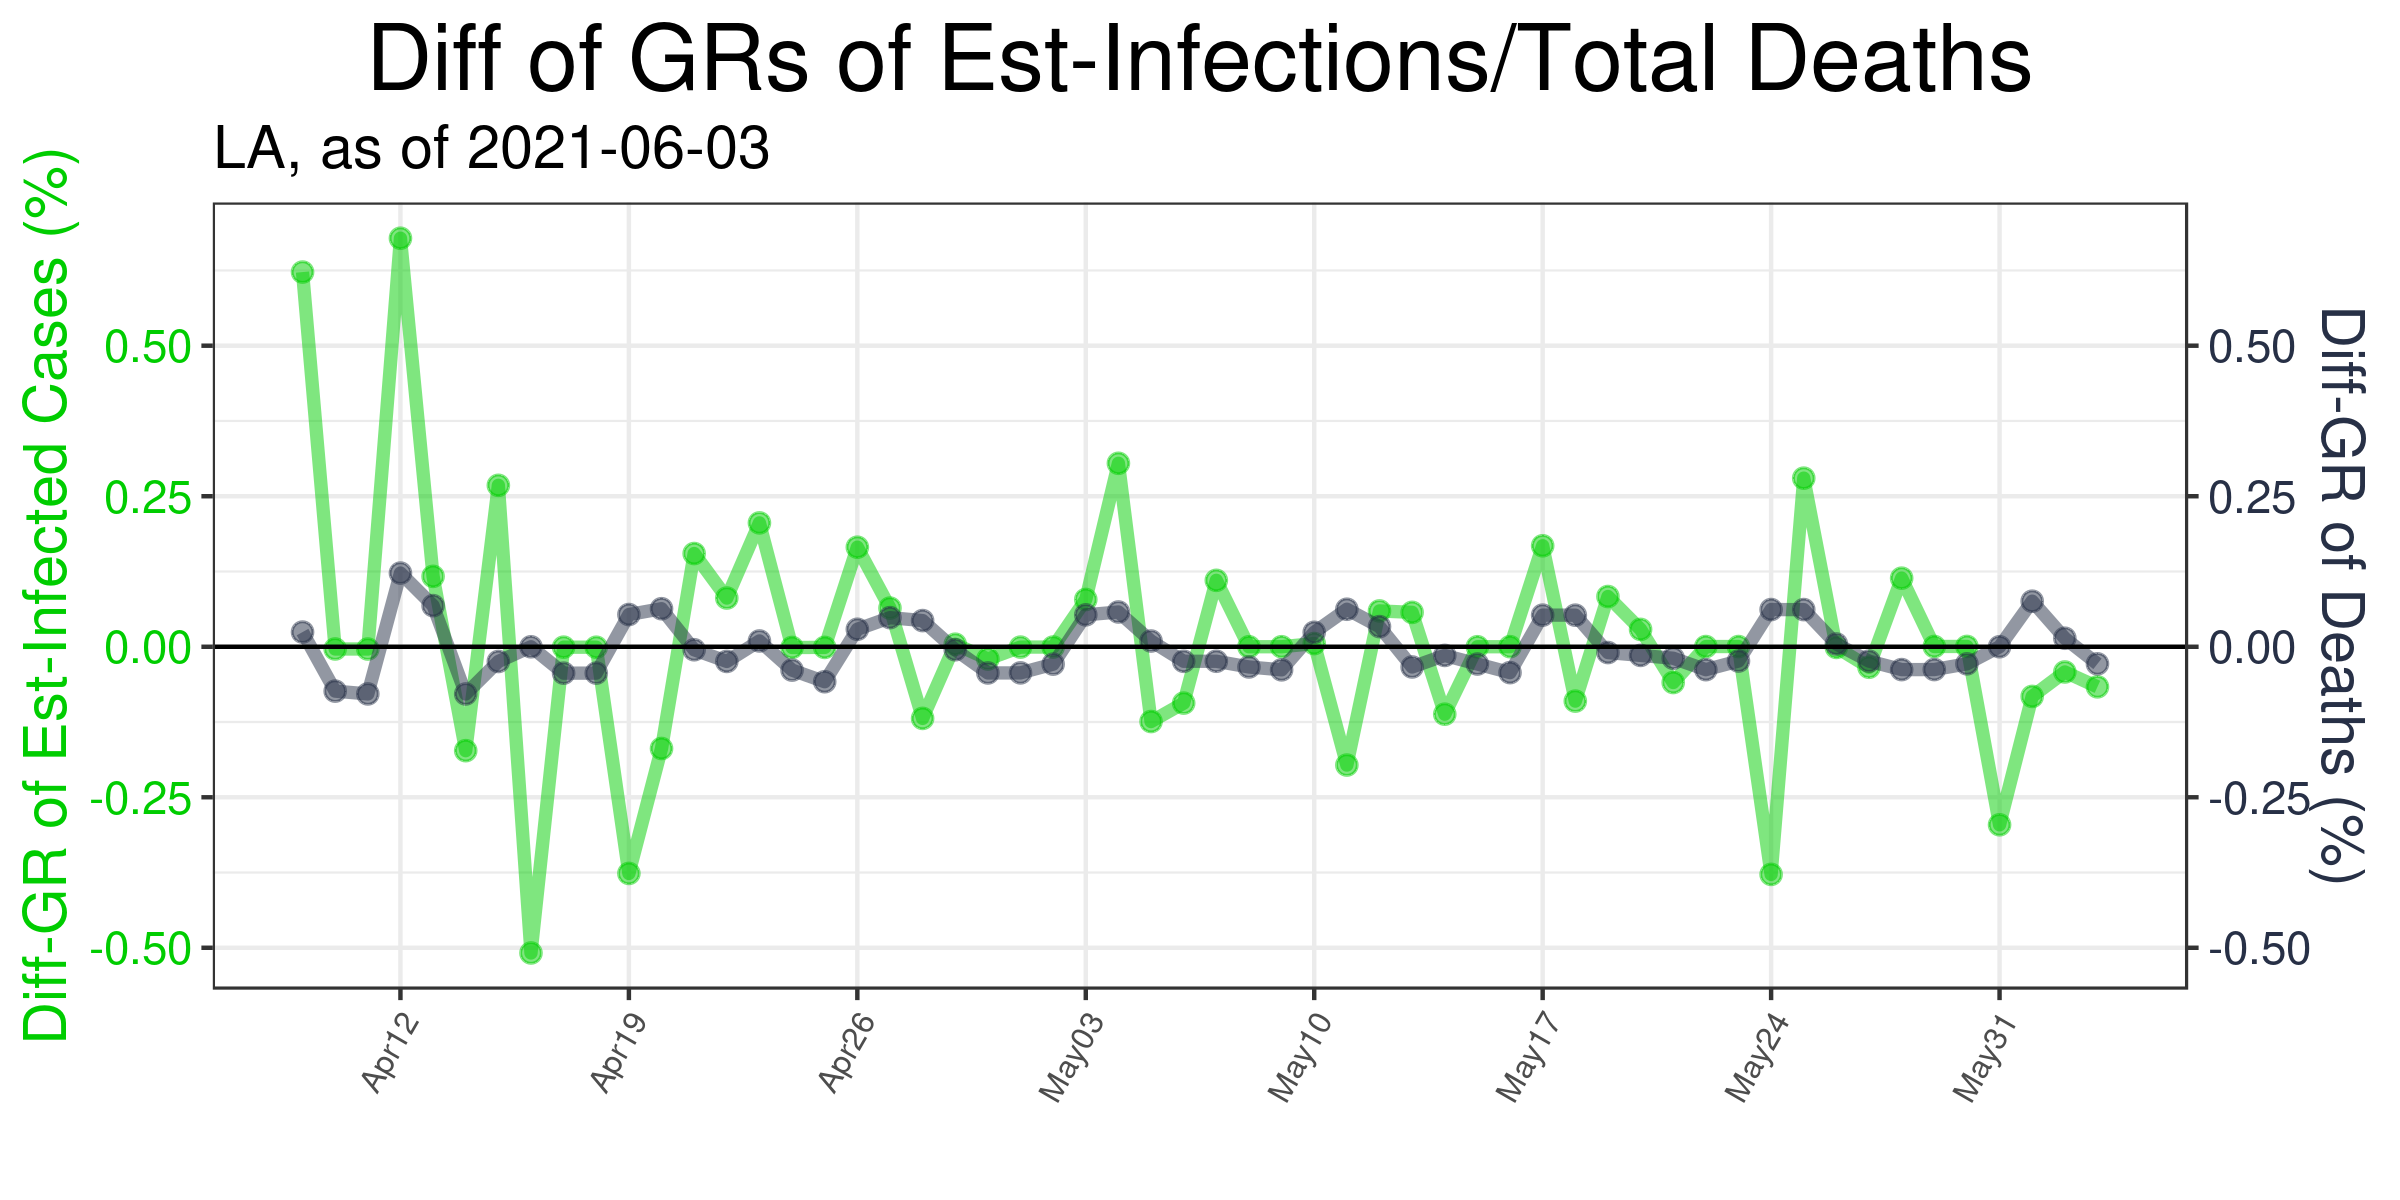 Diff of GRs of Est-Infections/Total Deaths
LA, as of 2021-06-03
Diff-GR of Est-Infected Cases (%)
0.50
0.25
0.00
-0.25
-0.50
0.50
0.25
0.00
-0.25
-0.50
Diff-GR of Deaths (%)
Apr12
Apr19
Apr26
May03
May10
May17
May24
May31